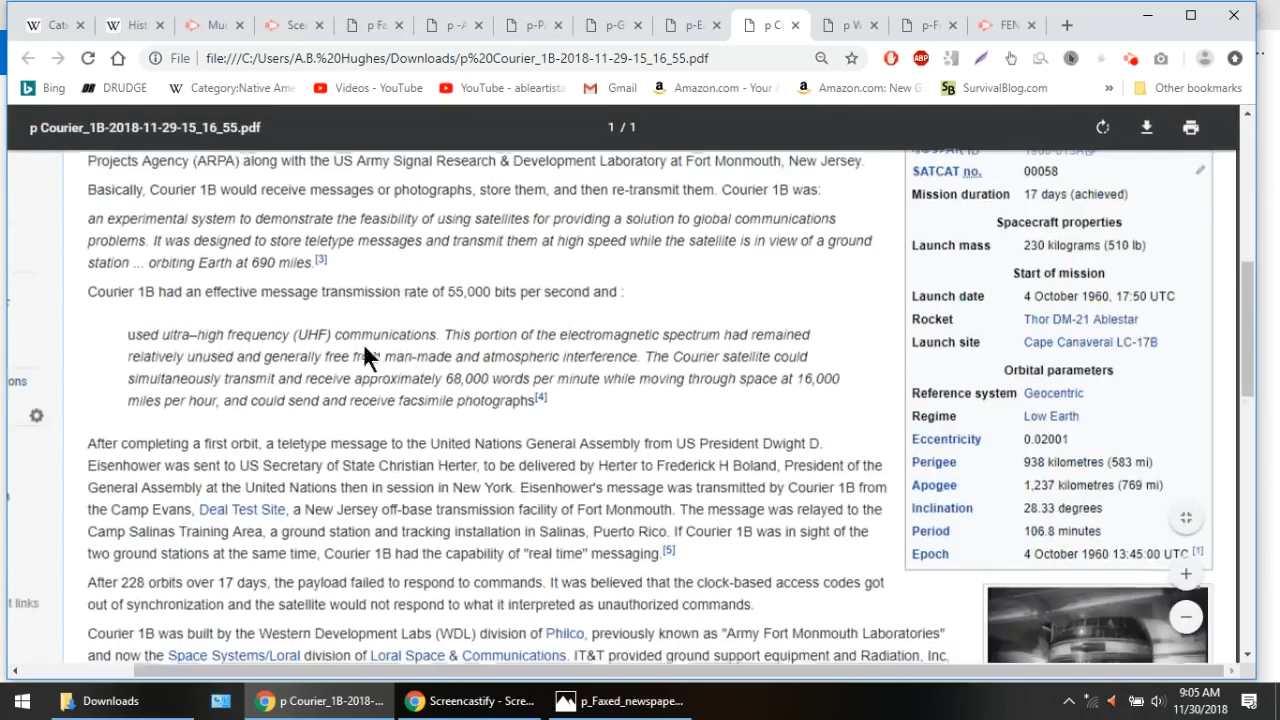 Cate
Hist
Mu
Sce
p Fa
p -A
p-P
p-G
p-E
p C
p W
p-Fr
FEN
File
file:///C:/Users/A.B.%20Hughes/Downloads/p%20Courier_1B-2018-11-29-15_16_55.pdf
ABP
Bing
DRUDGE
Category:Native Ame
Videos - YouTube
YouTube - ableartista
Gmail
Amazon.com - Your A
Amazon.com: New G
SurvivalBlog.com
»
Other bookmarks
p Courier_1B-2018-11-29-15_16_55.pdf
1 / 1
Projects Agency (ARPA) along with the US Army Signal Research & Development Laboratory at Fort Monmouth, New Jersey.
Basically, Courier 1B would receive messages or photographs, store them, and then re-transmit them. Courier 1B was:
an experimental system to demonstrate the feasibility of using satellites for providing a solution to global communications
problems. It was designed to store teletype messages and transmit them at high speed while the satellite is in view of a ground
station ... orbiting Earth at 690 miles.[3]
Courier 1B had an effective message transmission rate of 55,000 bits per second and :
used ultra–high frequency (UHF) communications. This portion of the electromagnetic spectrum had remained
relatively unused and generally free from man-made and atmospheric interference. The Courier satellite could
simultaneously transmit and receive approximately 68,000 words per minute while moving through space at 16,000
miles per hour, and could send and receive facsimile photographs[4]
After completing a first orbit, a teletype message to the United Nations General Assembly from US President Dwight D.
Eisenhower was sent to US Secretary of State Christian Herter, to be delivered by Herter to Frederick H Boland, President of the
General Assembly at the United Nations then in session in New York. Eisenhower's message was transmitted by Courier 1B from
the Camp Evans, Deal Test Site, a New Jersey off-base transmission facility of Fort Monmouth. The message was relayed to the
Camp Salinas Training Area, a ground station and tracking installation in Salinas, Puerto Rico. If Courier 1B was in sight of the
two ground stations at the same time, Courier 1B had the capability of "real time" messaging.[5]
After 228 orbits over 17 days, the payload failed to respond to commands. It was believed that the clock-based access codes got
out of synchronization and the satellite would not respond to what it interpreted as unauthorized commands.
Courier 1B was built by the Western Development Labs (WDL) division of Philco, previously known as "Army Fort Monmouth Laboratories"
and now the Space Systems/Loral division of Loral Space & Communications. IT&T provided ground support equipment and Radiation, Inc.
ons
t links
SATCAT no. 00058
Mission duration 17 days (achieved)
Spacecraft properties
Launch mass 230 kilograms (510 lb)
Start of mission
Launch date 4 October 1960, 17:50 UTC
Rocket Thor DM-21 Ablestar
Launch site Cape Canaveral LC-17B
Orbital parameters
Reference system Geocentric
Regime Low Earth
Eccentricity 0.02001
Perigee 938 kilometres (583 mi)
Apogee 1,237 kilometres (769 mi)
Inclination 28.33 degrees
Period 106.8 minutes
Epoch 4 October 1960 13:45:00 UTC [1]
Downloads
p Courier_1B-2018-...
Screencastify - Scre...
p_Faxed_newspape...
9:05 AM
11/30/2018